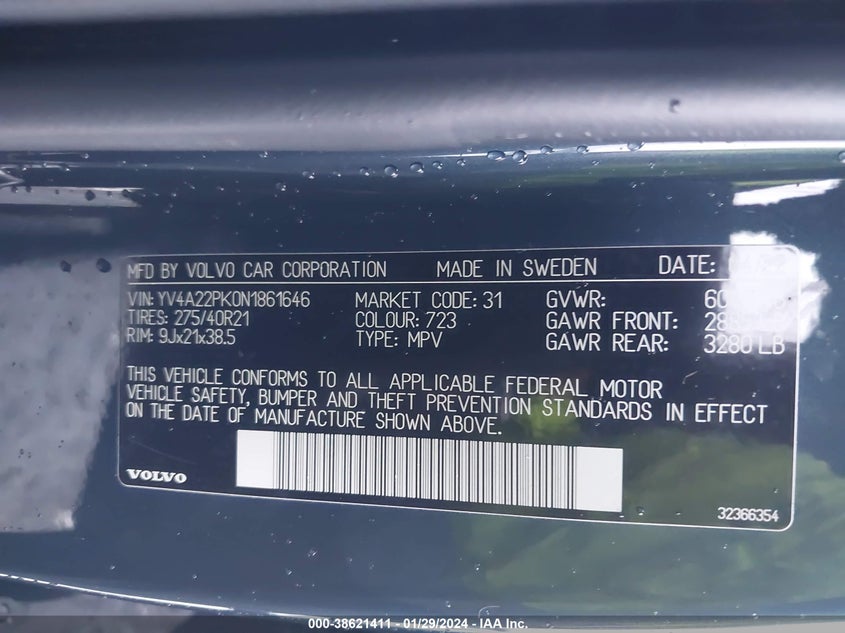 MFD BY VOLVO CAR CORPORATION MADE IN SWEDEN DATE:
VIN: YV4A22PK0N1861646 MARKET CODE: 31 GVWR:
TIRES: 275/40R21 COLOUR: 723 GAWR FRONT:
RIM: 9Jx21x38.5 TYPE: MPV GAWR REAR: 3280 LB
THIS VEHICLE CONFORMS TO ALL APPLICABLE FEDERAL MOTOR
VEHICLE SAFETY, BUMPER AND THEFT PREVENTION STANDARDS IN EFFECT
ON THE DATE OF MANUFACTURE SHOWN ABOVE.
VOLVO
32366354
000-38621411 - 01/29/2024 - IAA Inc.